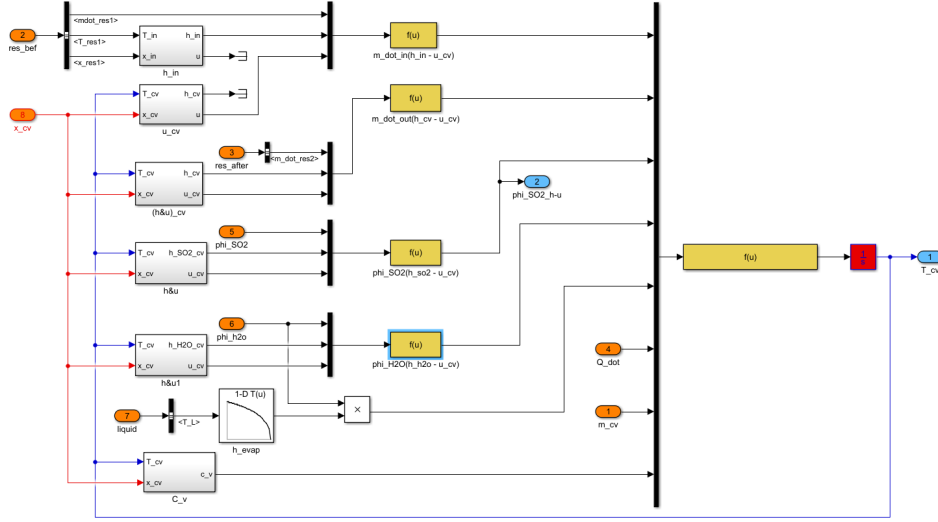 <mdot_res1>
2
res_bef
<T_res1>
<x_res1>
T_in
h_in
x_in
u
h_in
T_cv
h_cv
x_cv
u
u_cv
8
x_cv
f(u)
m_dot_in(h_in - u_cv)
f(u)
m_dot_out(h_cv - u_cv)
3
res_after
<m_dot_res2>
T_cv
h_cv
x_cv
u_cv
(h&u)_cv
2
phi_SO2_h-u
5
phi_SO2
T_cv
h_SO2_cv
x_cv
u_cv
h&u
f(u)
phi_SO2(h_so2 - u_cv)
f(u)
1
s
1
T_cv
6
phi_h2o
T_cv
h_H2O_cv
x_cv
u_cv
h&u1
f(u)
phi_H2O(h_h2o - u_cv)
4
Q_dot
7
liquid
<T_L>
1-D T(u)
h_evap
×
1
m_cv
T_cv
x_cv
c_v
C_v